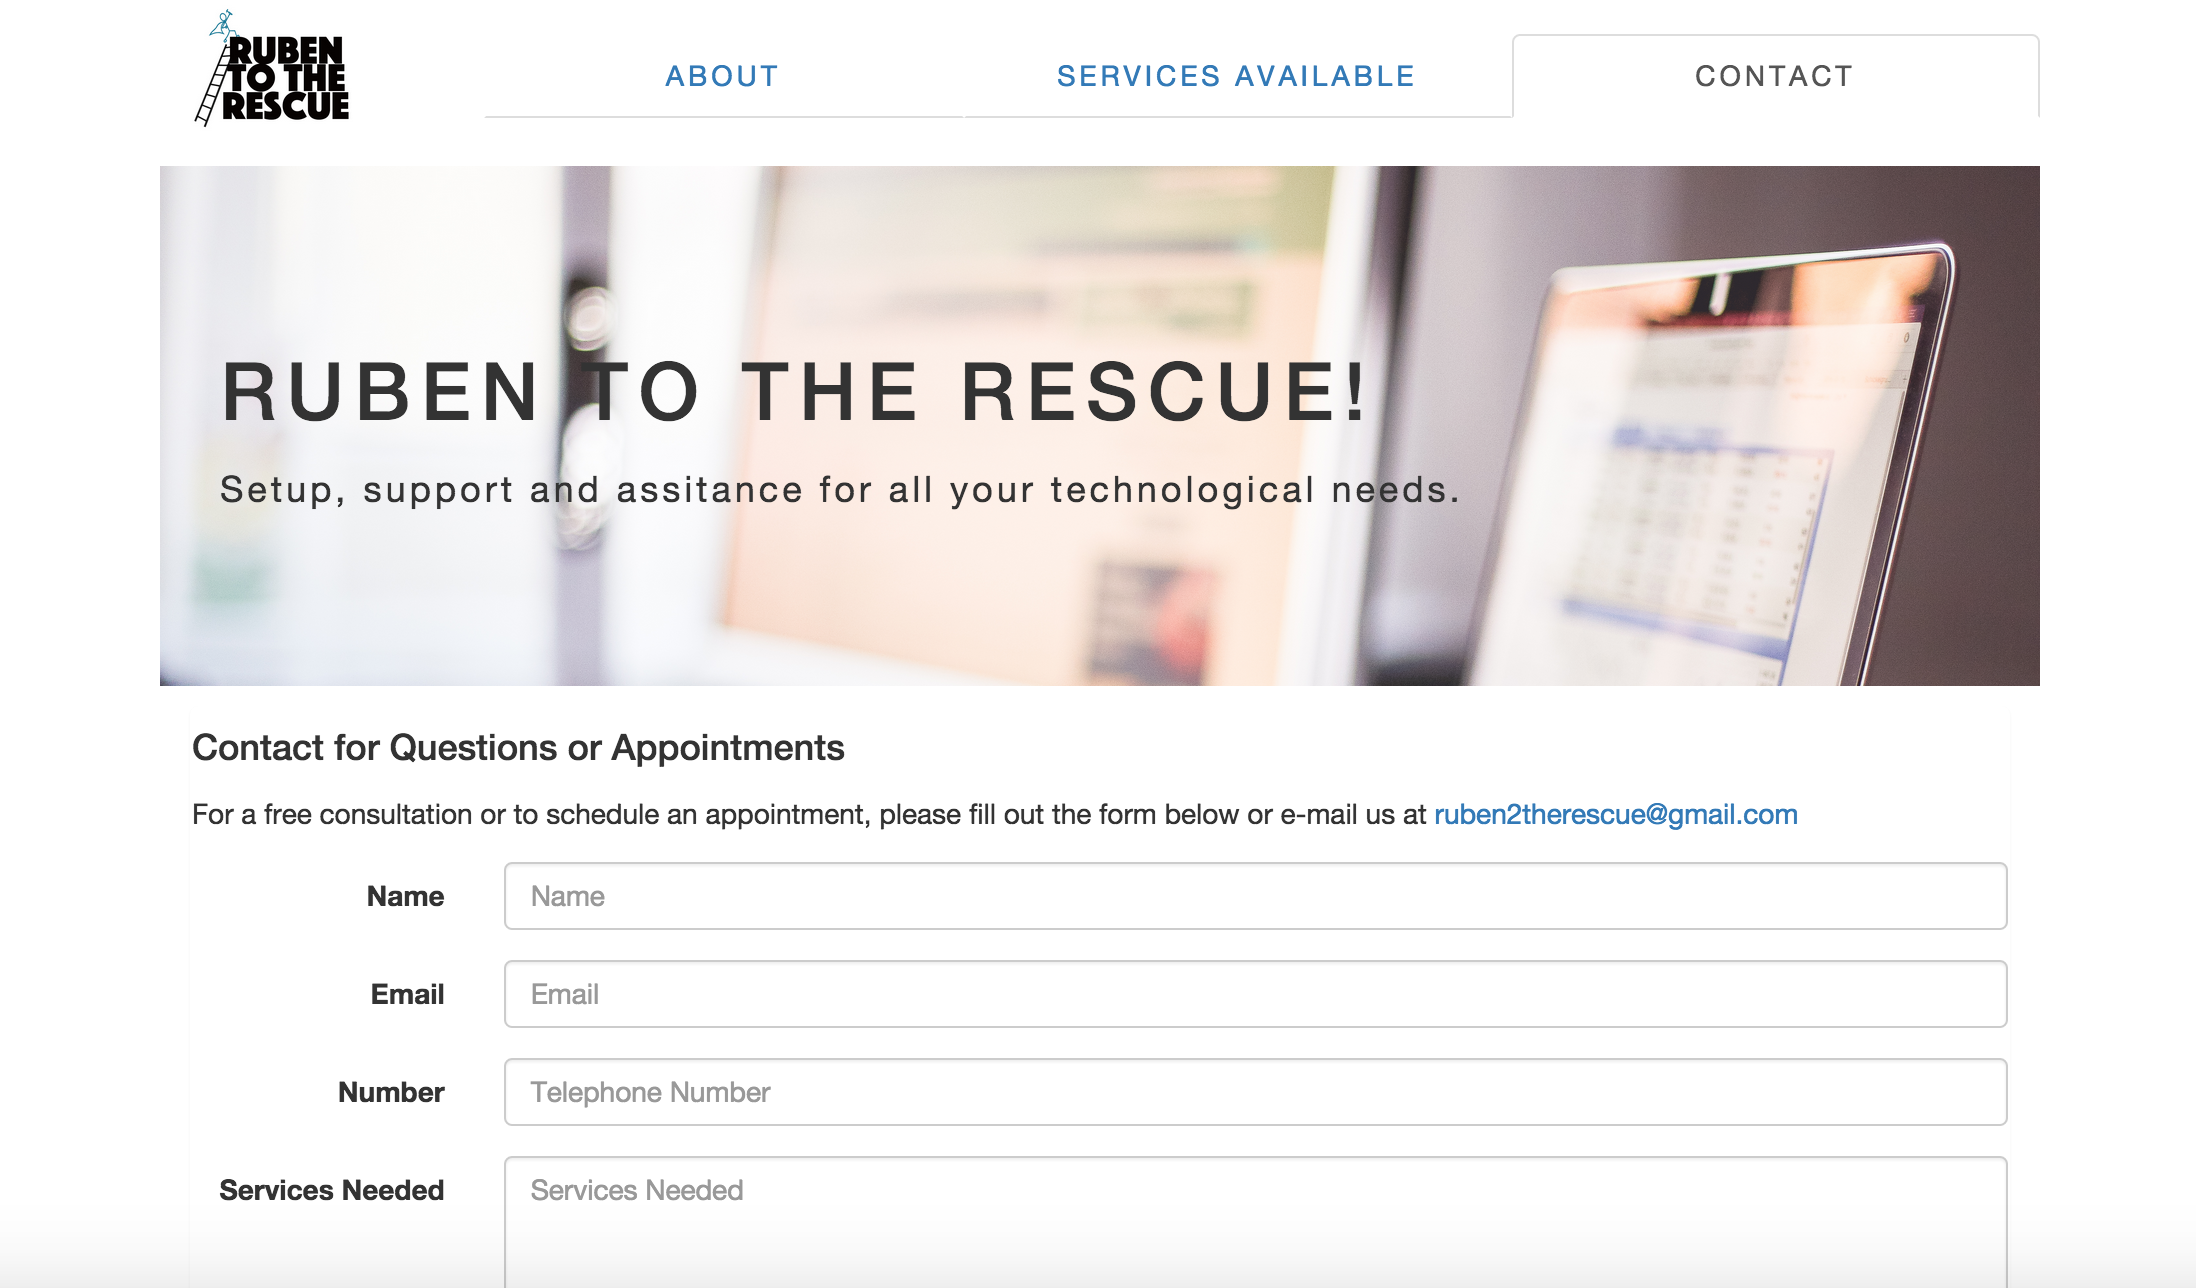 RUBEN
TO THE
RESCUE
ABOUT
SERVICES AVAILABLE
CONTACT
RUBEN TO THE RESCUE!
Setup, support and assitance for all your technological needs.
Contact for Questions or Appointments
For a free consultation or to schedule an appointment, please fill out the form below or e-mail us at ruben2therescue@gmail.com
Name
Name
Email
Email
Number
Telephone Number
Services Needed
Services Needed